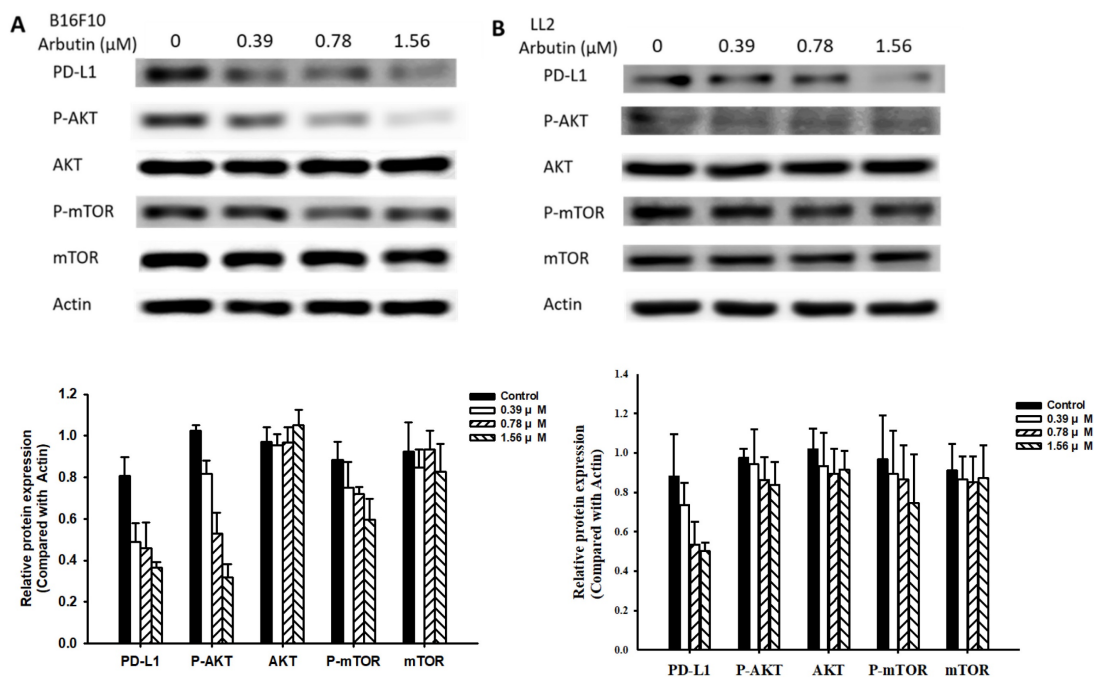 A
B16F10
Arbutin (μM) 0 0.39 0.78 1.56
PD-L1
P-AKT
AKT
P-mTOR
mTOR
Actin
B
LL2
Arbutin (μM) 0 0.39 0.78 1.56
PD-L1
P-AKT
AKT
P-mTOR
mTOR
Actin
Relative protein expression
(Compared with Actin)
1.2
1.0
0.8
0.6
0.4
0.2
0.0
PD-L1 P-AKT AKT P-mTOR mTOR
Control
0.39 μ M
0.78 μ M
1.56 μ M
Relative protein expression
(Compared with Actin)
1.4
1.2
1.0
0.8
0.6
0.4
0.2
0.0
PD-L1 P-AKT AKT P-mTOR mTOR
Control
0.39 μ M
0.78 μ M
1.56 μ M